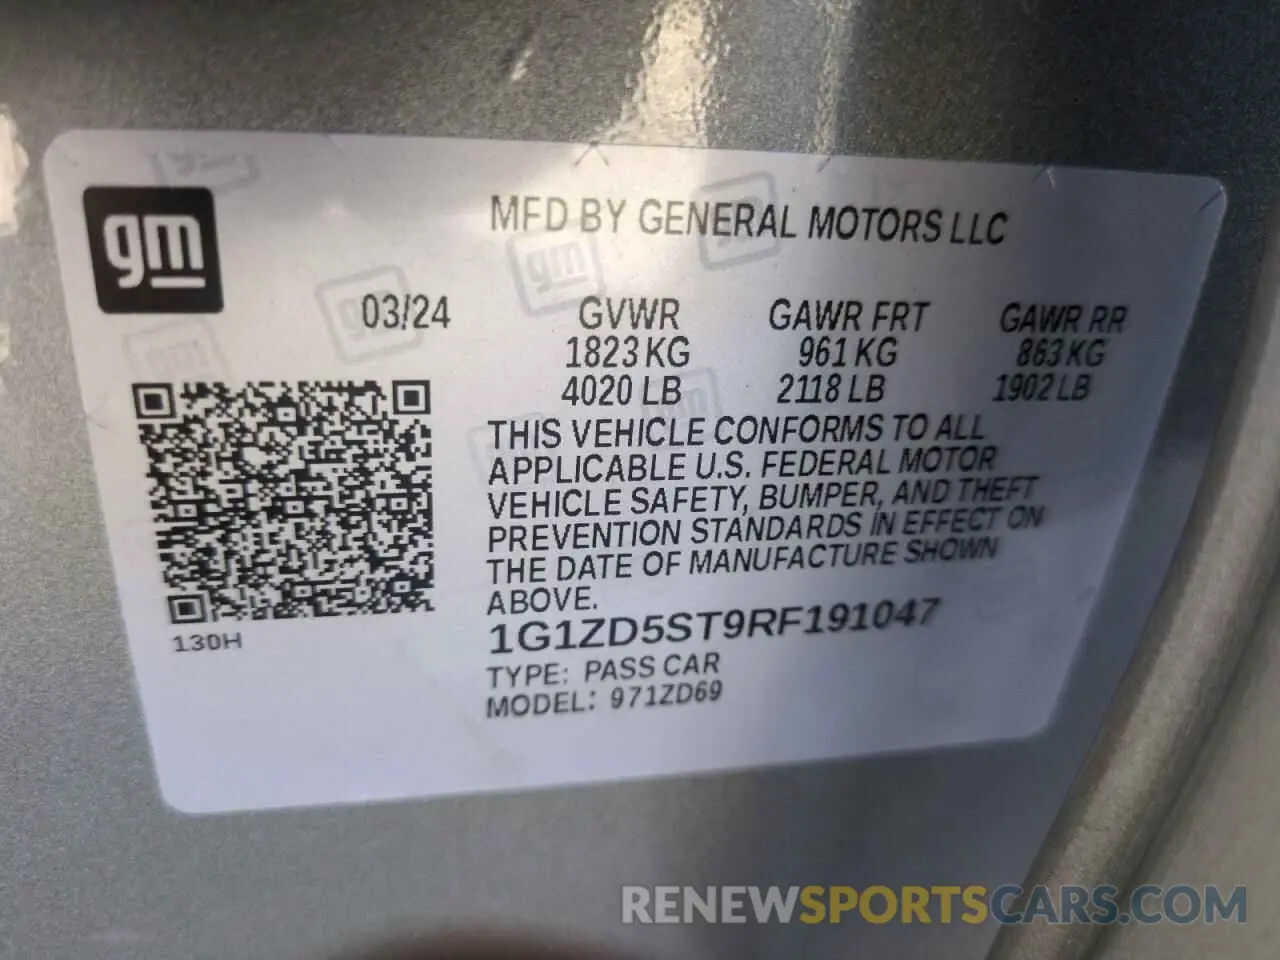 gm
MFD BY GENERAL MOTORS LLC
03/24 GVWR GAWR FRT GAWR RR
1823 KG 961 KG 863 KG
4020 LB 2118 LB 1902 LB
THIS VEHICLE CONFORMS TO ALL
APPLICABLE U.S. FEDERAL MOTOR
VEHICLE SAFETY, BUMPER, AND THEFT
PREVENTION STANDARDS IN EFFECT ON
THE DATE OF MANUFACTURE SHOWN
ABOVE.
130H
1G1ZD5ST9RF191047
TYPE: PASS CAR
MODEL: 971ZD69
RENEWSPORTSCARS.COM